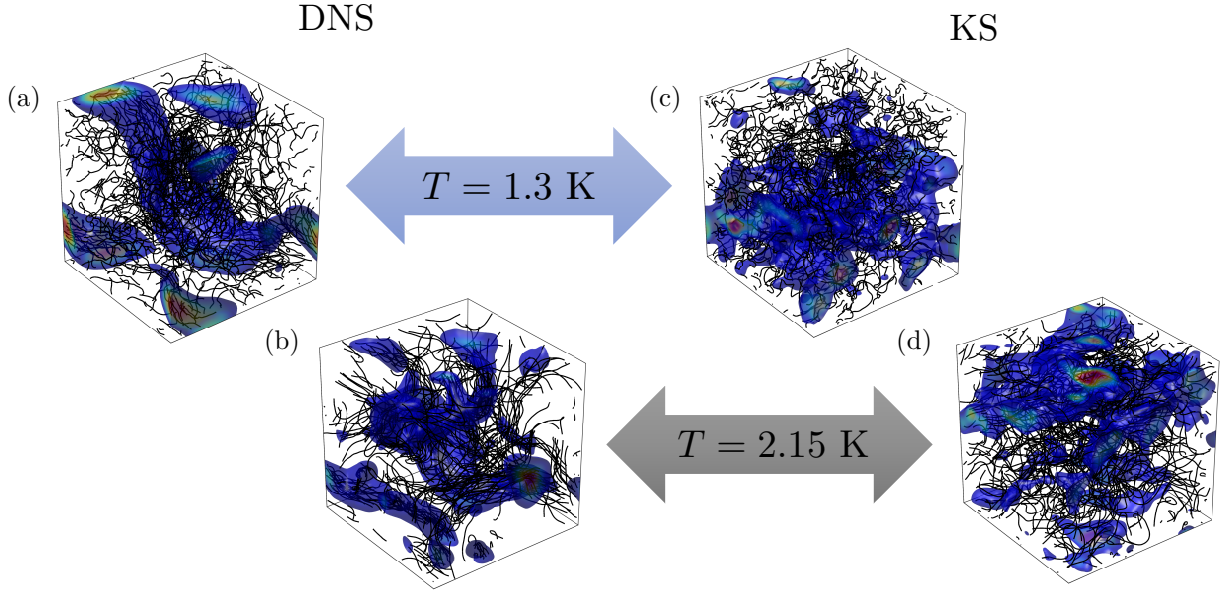 DNS
KS
(a)
(c)
T = 1.3 K
(b)
(d)
T = 2.15 K